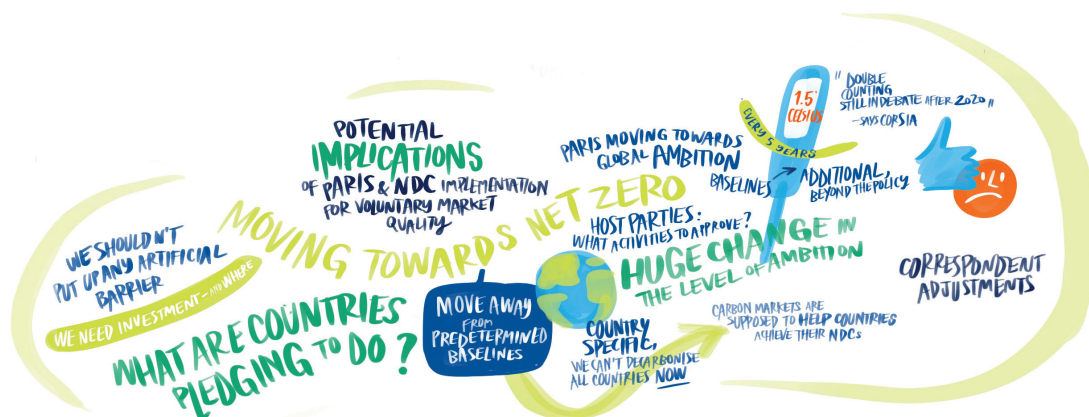 WE SHOULDN'T
PUT UP ANY ARTIFICIAL
BARRIER
WE NEED INVESTMENT - AND WHERE
WHAT ARE COUNTRIES
PLEDGING TO DO?
POTENTIAL
IMPLICATIONS
OF PARIS & NDC IMPLEMENTATION
FOR VOLUNTARY MARKET
QUALITY
MOVING TOWARDS NET ZERO
MOVE AWAY
FROM
PREDETERMINED
BASELINES
PARIS MOVING TOWARDS
GLOBAL AMBITION
BASELINES
ADDITIONAL,
BEYOND THE POLICY
EVERY 5 YEARS
1.5°
CELSIUS
"DOUBLE
COUNTING
STILL IN DEBATE AFTER 2020"
-SAYS CORSIA
HOST PARTIES:
WHAT ACTIVITIES TO APPROVE?
HUGE CHANGE IN
THE LEVEL OF AMBITION
COUNTRY
SPECIFIC,
WE CAN'T DECARBONISE
ALL COUNTRIES NOW
CARBON MARKETS ARE
SUPPOSED TO HELP COUNTRIES
ACHIEVE THEIR NDCs
CORRESPONDENT
ADJUSTMENTS